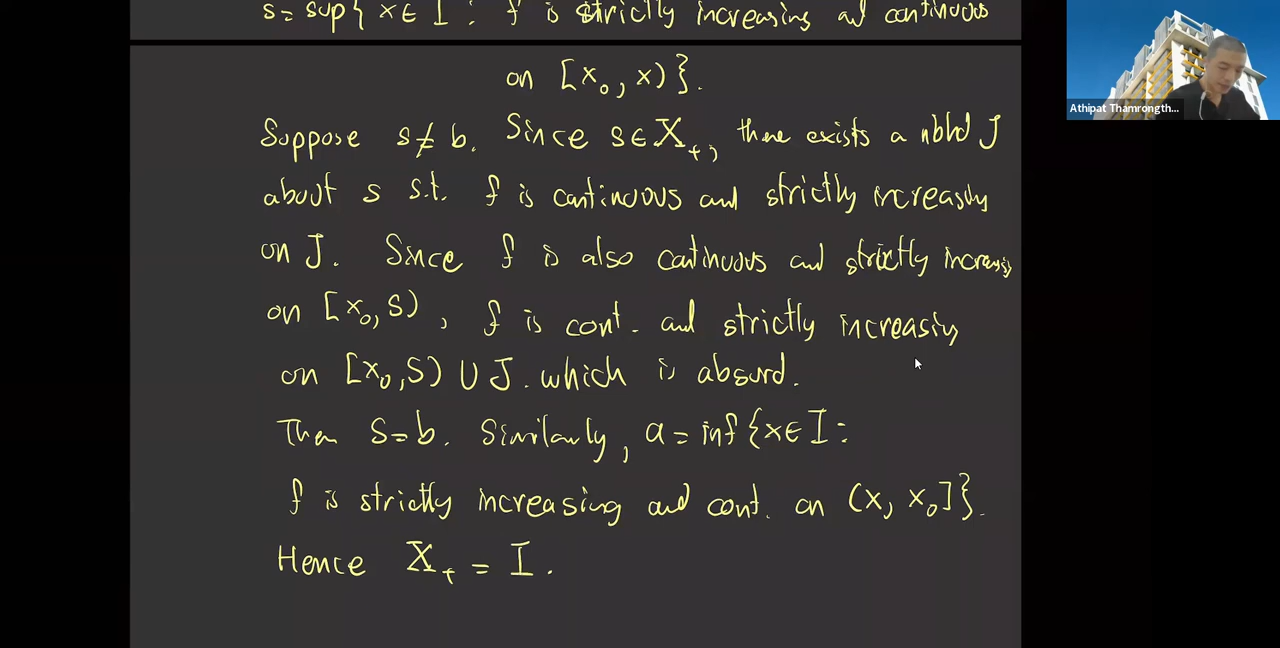 s = sup{ x ∈ I : f is strictly increasing and continuous
on [x₀, x)}.
Suppose s ≠ b. Since s ∈ X₊, there exists a nbhd J
about s s.t. f is continuous and strictly increasing
on J. Since f is also continuous and strictly increasing
on [x₀, s), f is cont. and strictly increasing
on [x₀, s) ∪ J. which is absurd.
Then s = b. Similarly, a = inf{x ∈ I :
f is strictly increasing and cont. on (x, x₀]}.
Hence X₊ = I.
Athipat Thamrongth...